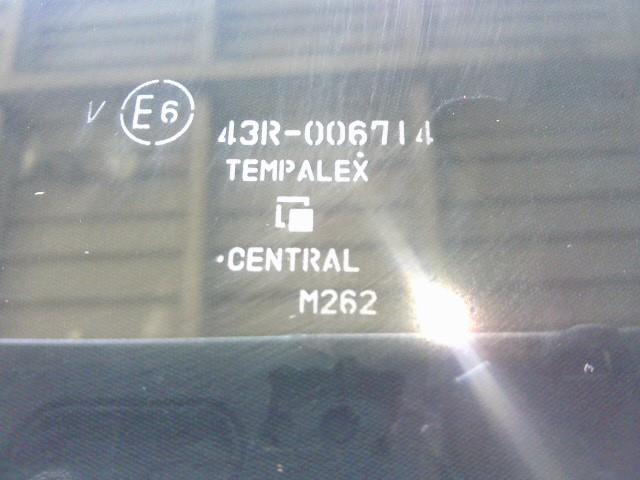 V E6 43R-006714
TEMPALEX
CENTRAL
M262